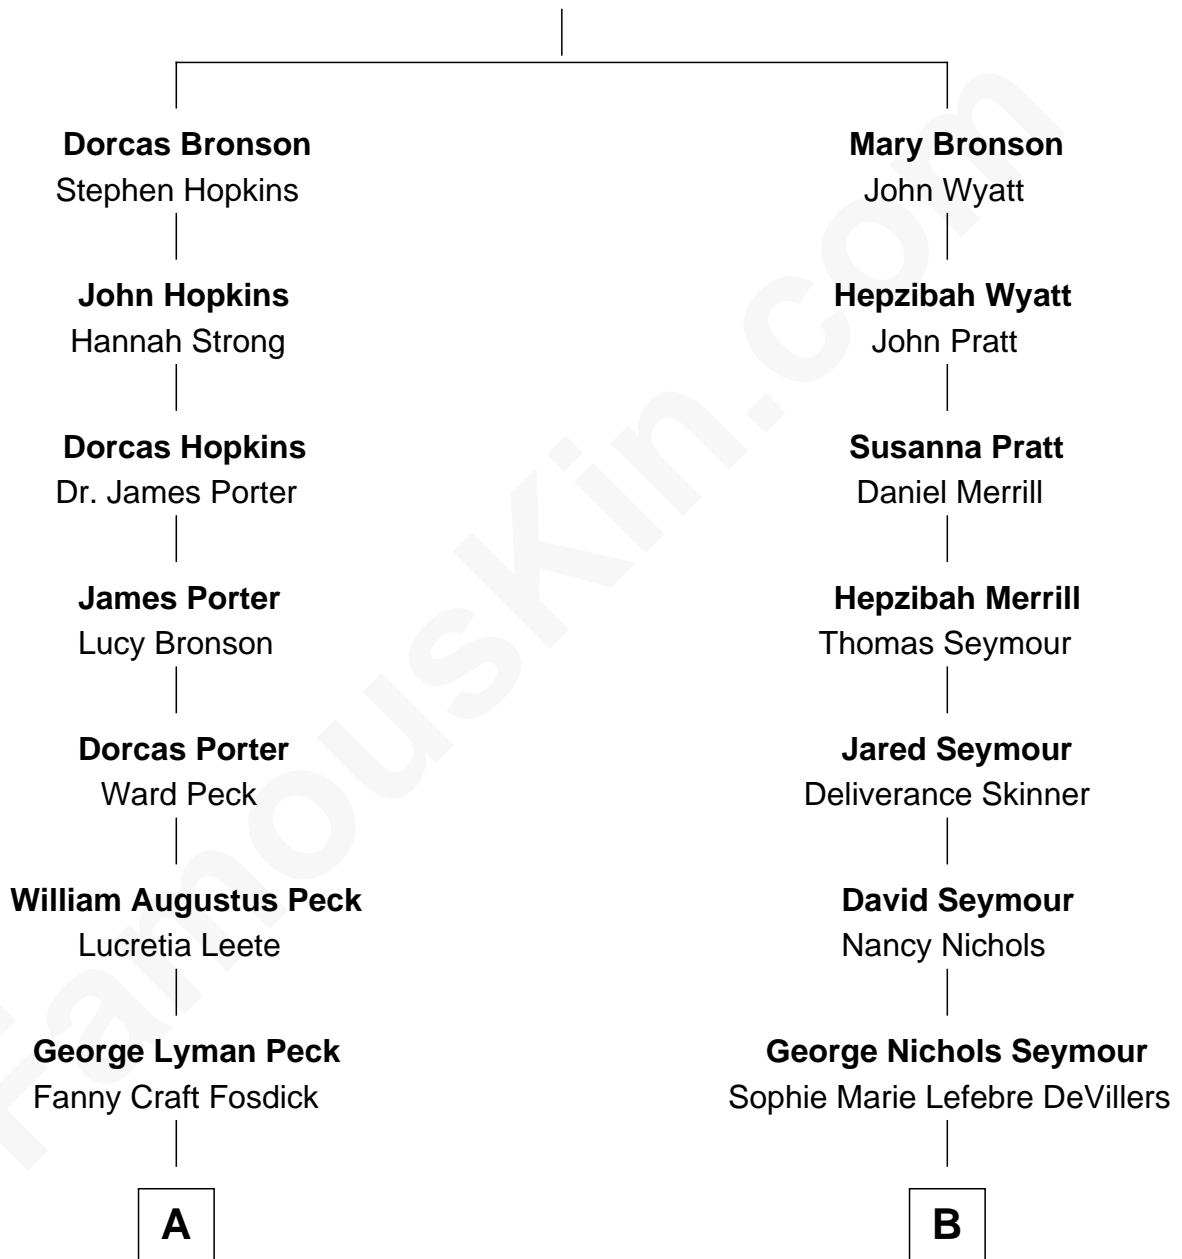 Dorcas Bronson
Stephen Hopkins
John Hopkins
Hannah Strong
Dorcas Hopkins
Dr. James Porter
James Porter
Lucy Bronson
Dorcas Porter
Ward Peck
William Augustus Peck
Lucretia Leete
George Lyman Peck
Fanny Craft Fosdick
A
Mary Bronson
John Wyatt
Hepzibah Wyatt
John Pratt
Susanna Pratt
Daniel Merrill
Hepzibah Merrill
Thomas Seymour
Jared Seymour
Deliverance Skinner
David Seymour
Nancy Nichols
George Nichols Seymour
Sophie Marie Lefebre DeVillers
B
FamousKin.com